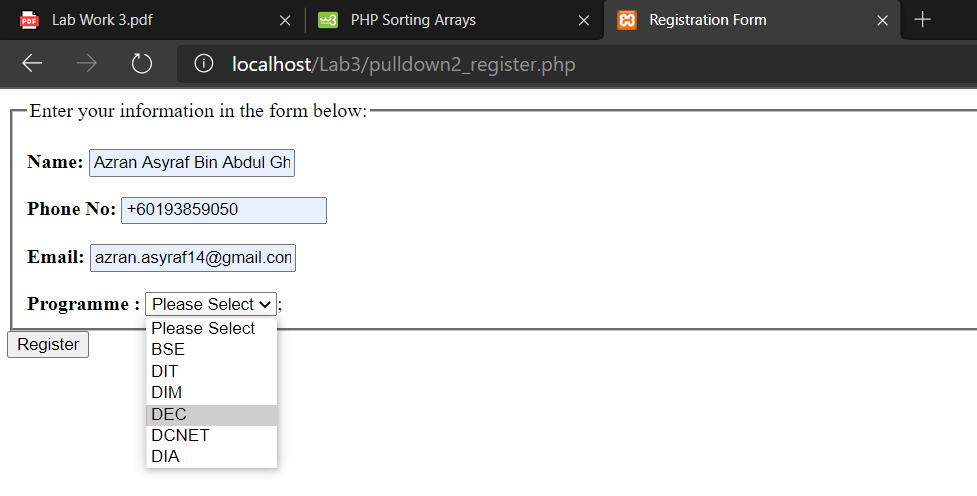 Lab Work 3.pdf
PHP Sorting Arrays
Registration Form
localhost/Lab3/pulldown2_register.php
Enter your information in the form below:
Name: Azran Asyraf Bin Abdul Gh
Phone No: +60193859050
Email: azran.asyraf14@gmail.con
Programme : Please Select ;
Please Select
BSE
DIT
DIM
DEC
DCNET
DIA
Register